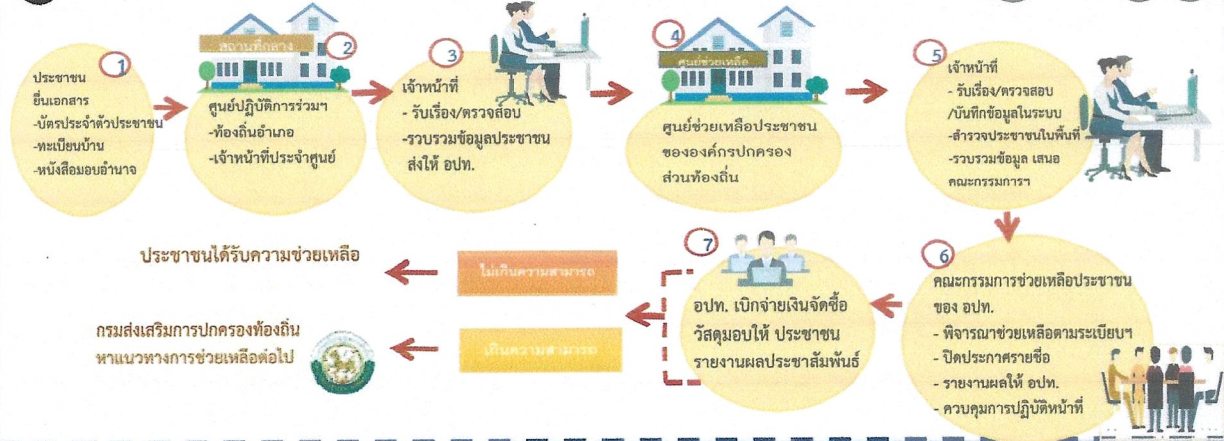 1
ประชาชน
ยื่นเอกสาร
-บัตรประจำตัวประชาชน
-ทะเบียนบ้าน
-หนังสือมอบอำนาจ
สถานที่กลาง
2
ศูนย์ปฏิบัติการร่วมฯ
-ท้องถิ่นอำเภอ
-เจ้าหน้าที่ประจำศูนย์
3
เจ้าหน้าที่
- รับเรื่อง/ตรวจสอบ
-รวบรวมข้อมูลประชาชน
ส่งให้ อปท.
4
ศูนย์ช่วยเหลือ
ศูนย์ช่วยเหลือประชาชน
ขององค์กรปกครอง
ส่วนท้องถิ่น
5
เจ้าหน้าที่
- รับเรื่อง/ตรวจสอบ
/บันทึกข้อมูลในระบบ
-สำรวจประชาชนในพื้นที่
-รวบรวมข้อมูล เสนอ
คณะกรรมการฯ
6
คณะกรรมการช่วยเหลือประชาชน
ของ อปท.
- พิจารณาช่วยเหลือตามระเบียบฯ
- ปิดประกาศรายชื่อ
- รายงานผลให้ อปท.
- ควบคุมการปฏิบัติหน้าที่
7
อปท. เบิกจ่ายเงินจัดซื้อ
วัสดุมอบให้ ประชาชน
รายงานผลประชาสัมพันธ์
ไม่เกินความสามารถ
ประชาชนได้รับความช่วยเหลือ
เกินความสามารถ
กรมส่งเสริมการปกครองท้องถิ่น
หาแนวทางการช่วยเหลือต่อไป